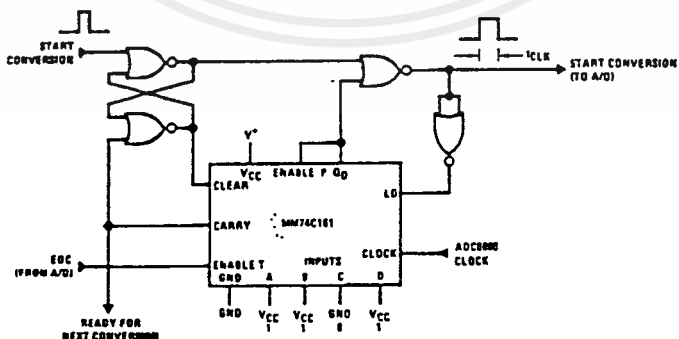 START
CONVERSION
tCLK
START CONVERSION
(TO A/D)
V+
VCC
ENABLE P QD
CLEAR
LD
CARRY
MM74C161
CLOCK
CLOCK
ENABLE T
INPUTS
EOC
(FROM A/D)
GND
A
B
C
D
GND
VCC
1
VCC
1
GND
0
VCC
1
READY FOR
NEXT CONVERSION